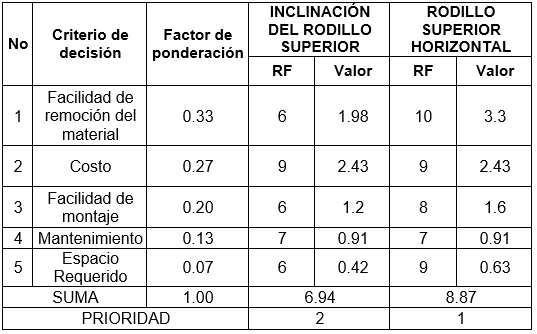 No
Criterio de
decisión
Factor de
ponderación
INCLINACIÓN
DEL RODILLO
SUPERIOR
RODILLO
SUPERIOR
HORIZONTAL
RF Valor RF Valor
1 Facilidad de
remoción del
material 0.33 6 1.98 10 3.3
2 Costo 0.27 9 2.43 9 2.43
3 Facilidad de
montaje 0.20 6 1.2 8 1.6
4 Mantenimiento 0.13 7 0.91 7 0.91
5 Espacio
Requerido 0.07 6 0.42 9 0.63
SUMA 1.00 6.94 8.87
PRIORIDAD 2 1